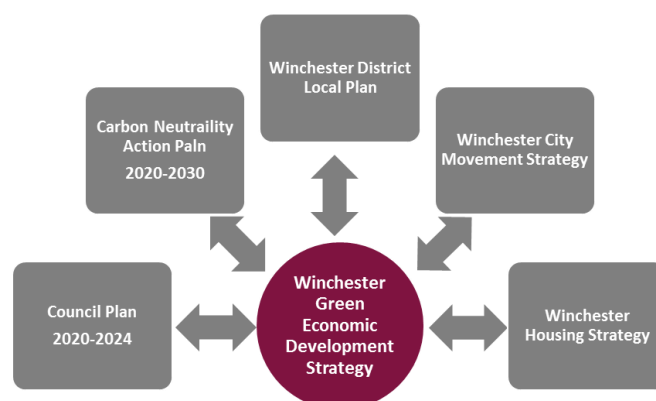 Winchester District
Local Plan
Carbon Neutraility
Action Paln
2020-2030
Winchester City
Movement Strategy
Council Plan
2020-2024
Winchester
Green
Economic
Development
Strategy
Winchester
Housing Strategy